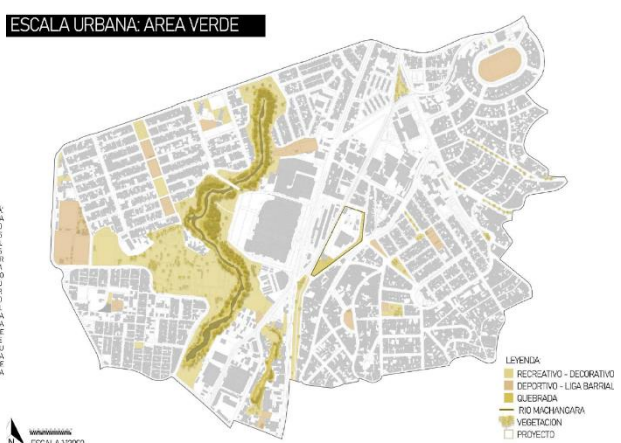 ESCALA URBANA: AREA VERDE
LEYENDA:
RECREATIVO - DECORATIVO
DEPORTIVO - LIGA BARRIAL
QUEBRADA
RIO MACHANGARA
VEGETACION
PROYECTO
N